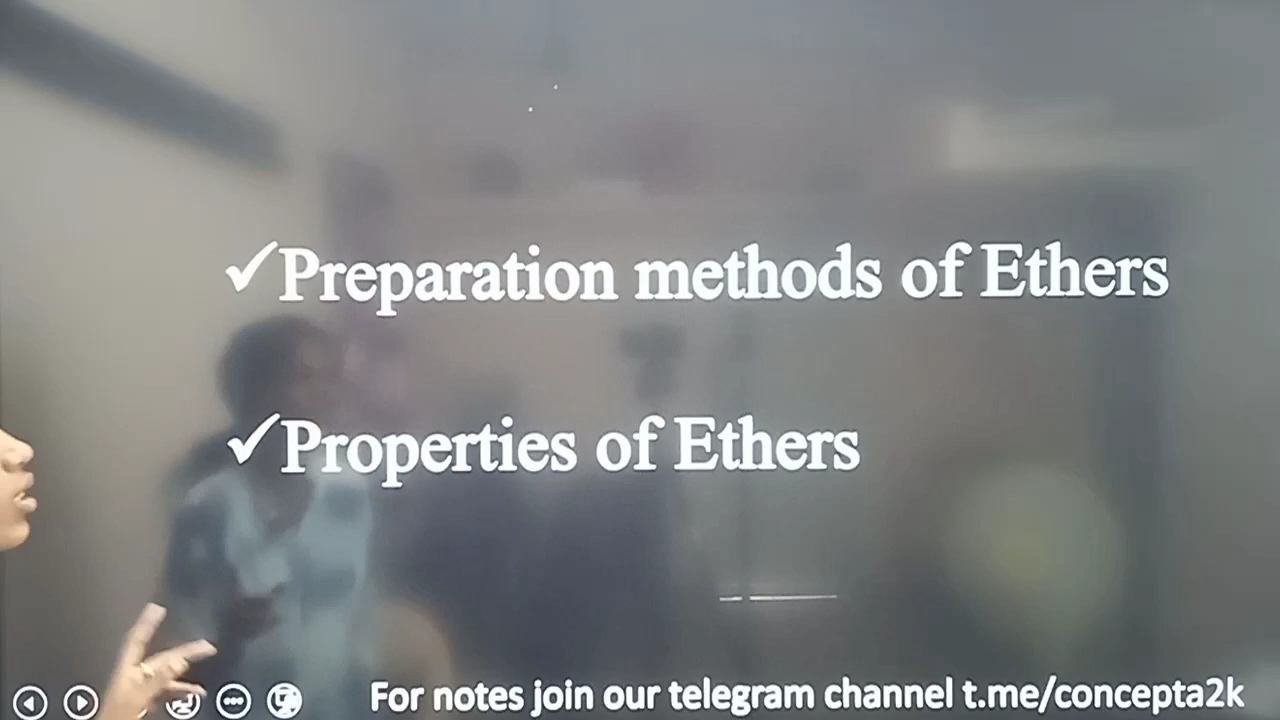 ✓Preparation methods of Ethers
✓Properties of Ethers
For notes join our telegram channel t.me/concepta2k